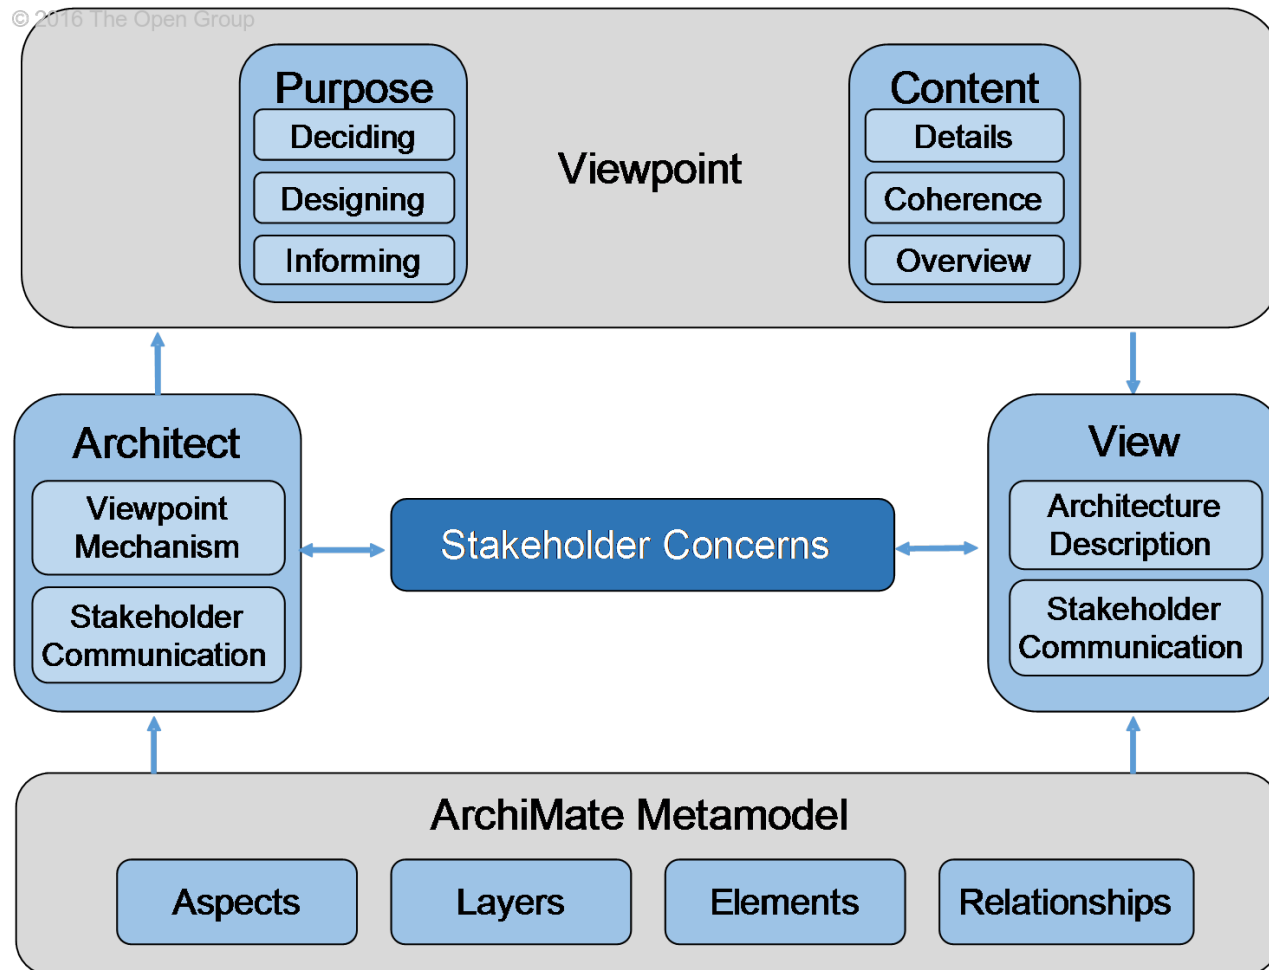 © 2016 The Open Group
Purpose
Deciding
Designing
Informing
Viewpoint
Content
Details
Coherence
Overview
Architect
Viewpoint
Mechanism
Stakeholder
Communication
Stakeholder Concerns
View
Architecture
Description
Stakeholder
Communication
ArchiMate Metamodel
Aspects
Layers
Elements
Relationships